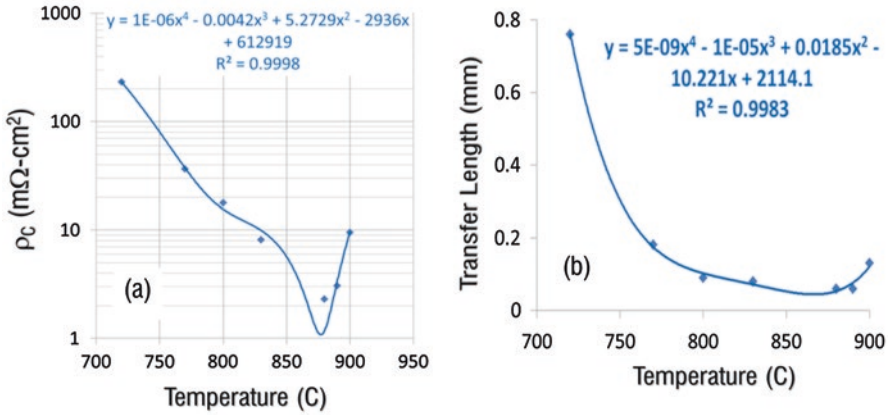 y = 1E-06x⁴ - 0.0042x³ + 5.2729x² - 2936x
+ 612919
R² = 0.9998
1000
100
10
1
ρC (mΩ-cm²)
(a)
700 750 800 850 900 950
Temperature (C)
y = 5E-09x⁴ - 1E-05x³ + 0.0185x² -
10.221x + 2114.1
R² = 0.9983
0.8
0.6
0.4
0.2
0
Transfer Length (mm)
(b)
700 750 800 850 900
Temperature (C)